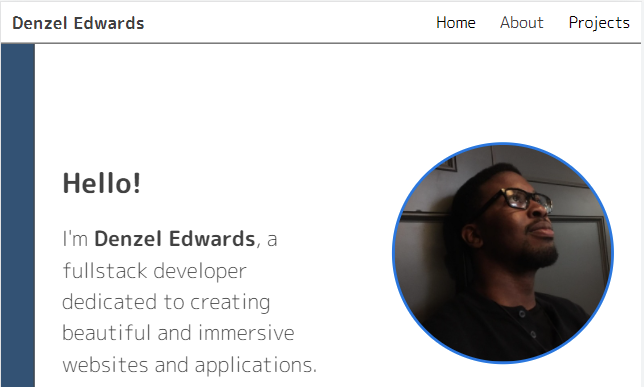 Denzel Edwards
Home About Projects
Hello!
I'm Denzel Edwards, a
fullstack developer
dedicated to creating
beautiful and immersive
websites and applications.